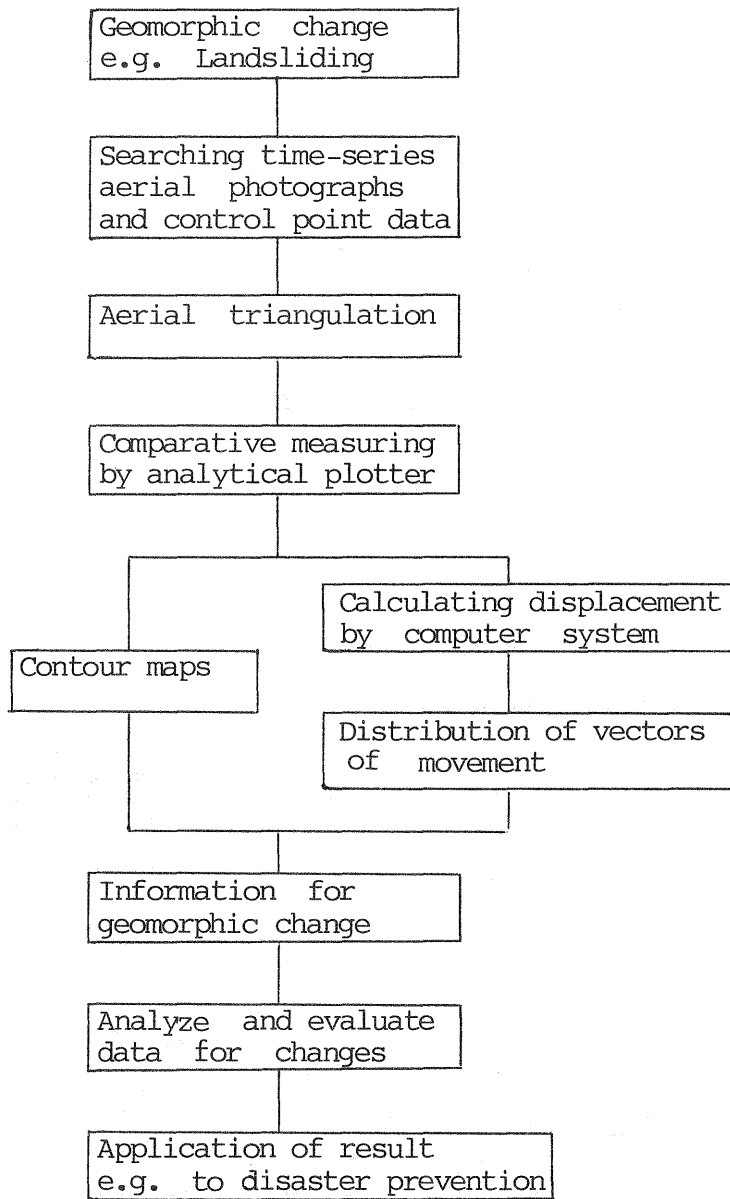 Geomorphic change
e.g. Landsliding
Searching time-series
aerial photographs
and control point data
Aerial triangulation
Comparative measuring
by analytical plotter
Calculating displacement
by computer system
Contour maps
Distribution of vectors
of movement
Information for
geomorphic change
Analyze and evaluate
data for changes
Application of result
e.g. to disaster prevention